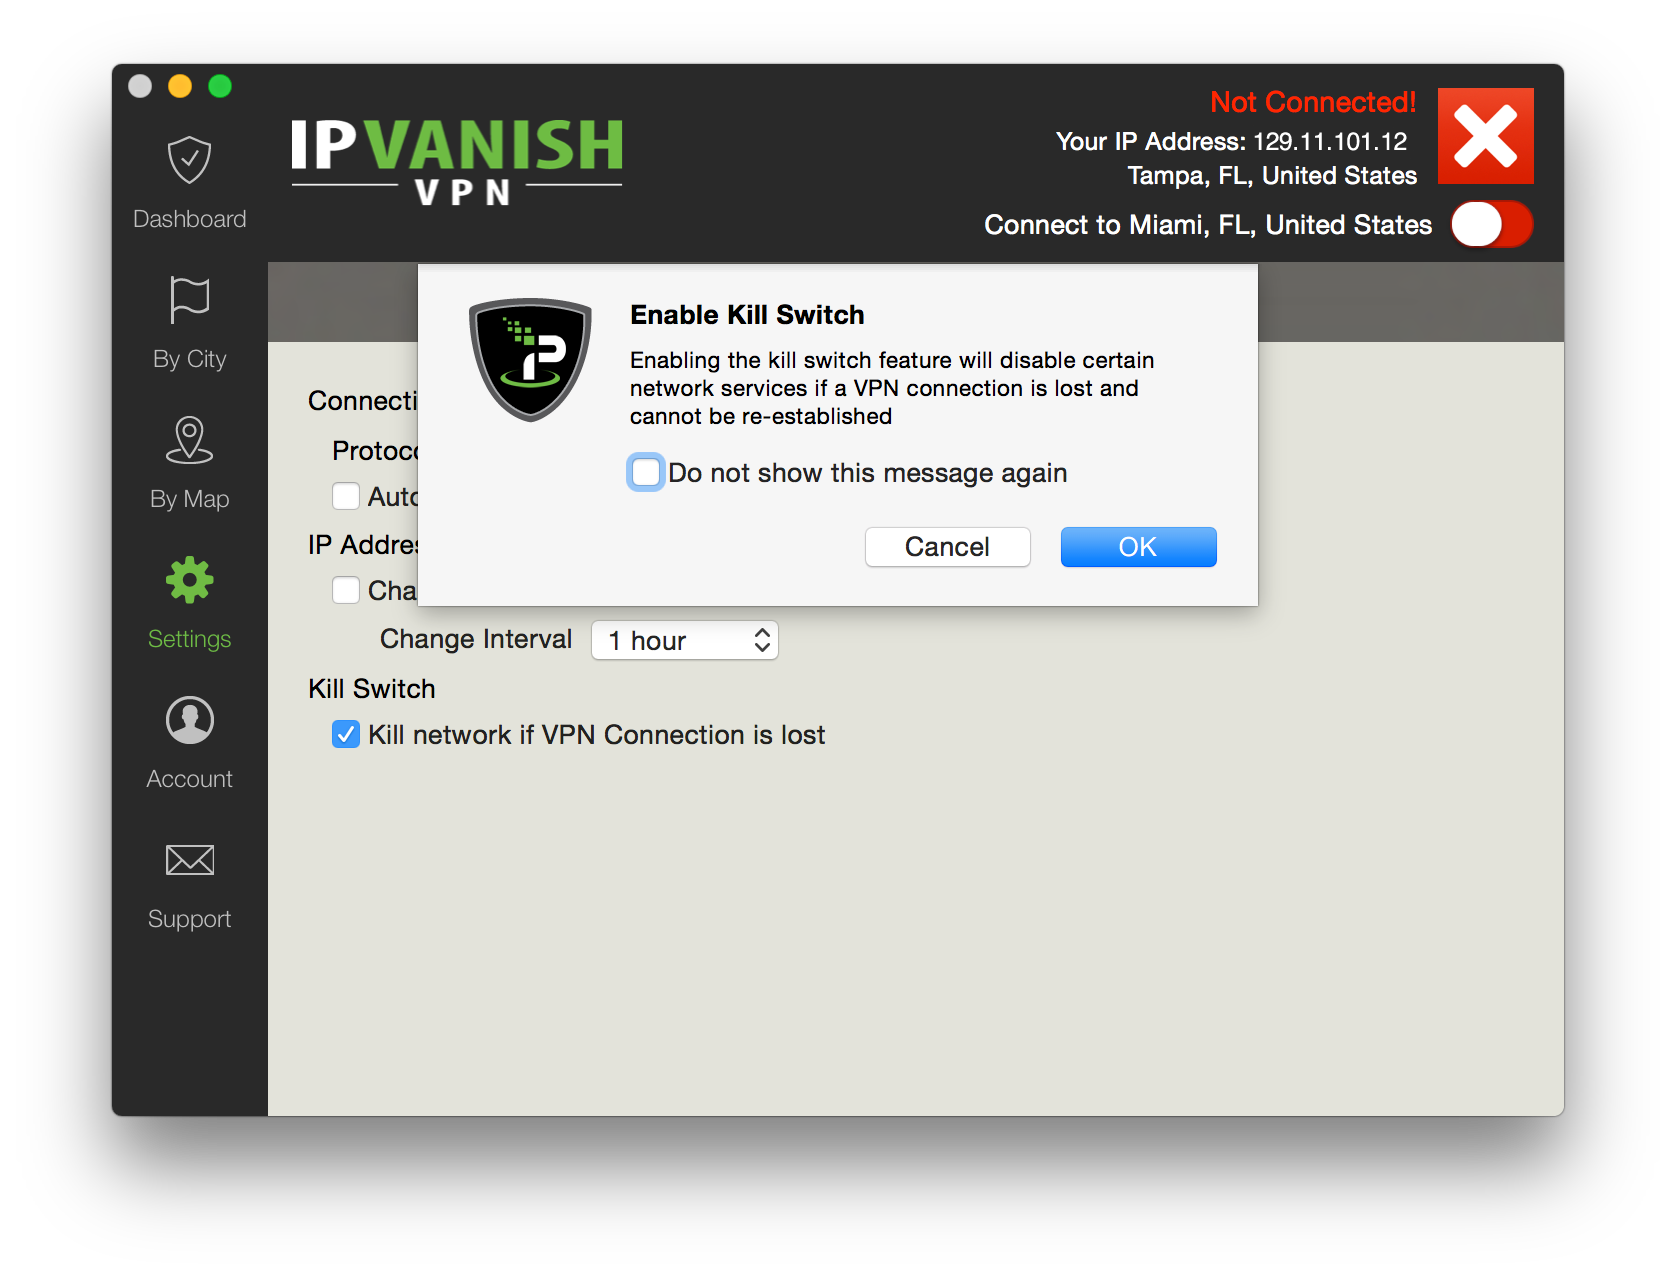 IPVANISH
VPN
Not Connected!
Your IP Address: 129.11.101.12
Tampa, FL, United States
Connect to Miami, FL, United States
Dashboard
By City
By Map
Settings
Account
Support
Enable Kill Switch
Enabling the kill switch feature will disable certain
network services if a VPN connection is lost and
cannot be re-established
Do not show this message again
Cancel
OK
Connecti
Protoc
Auto
IP Addres
Cha
Change Interval 1 hour
Kill Switch
Kill network if VPN Connection is lost